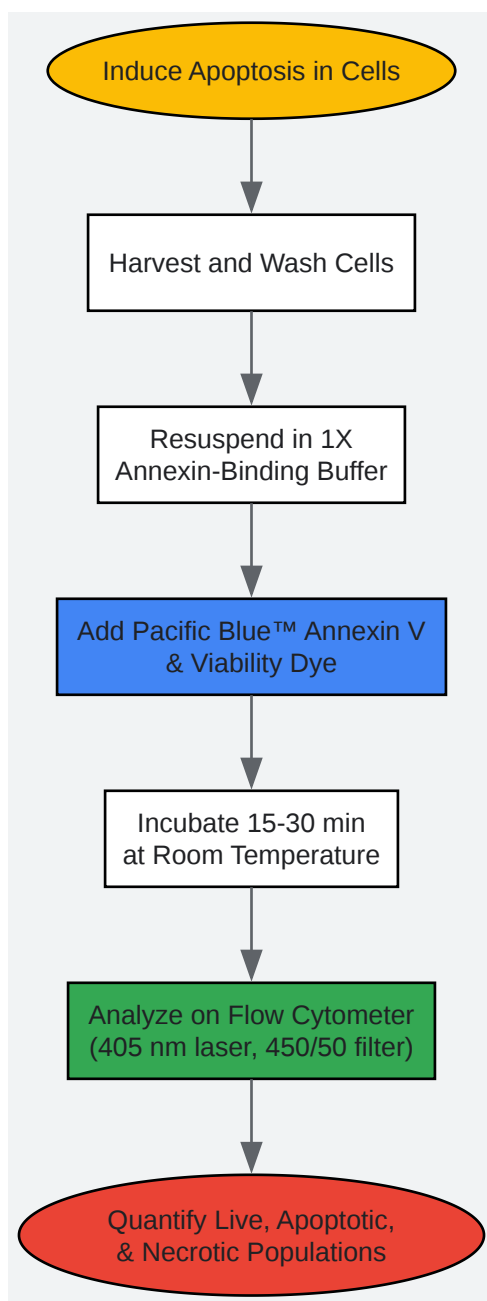 Induce Apoptosis in Cells
Harvest and Wash Cells
Resuspend in 1X
Annexin-Binding Buffer
Add Pacific Blue™ Annexin V
& Viability Dye
Incubate 15-30 min
at Room Temperature
Analyze on Flow Cytometer
(405 nm laser, 450/50 filter)
Quantify Live, Apoptotic,
& Necrotic Populations